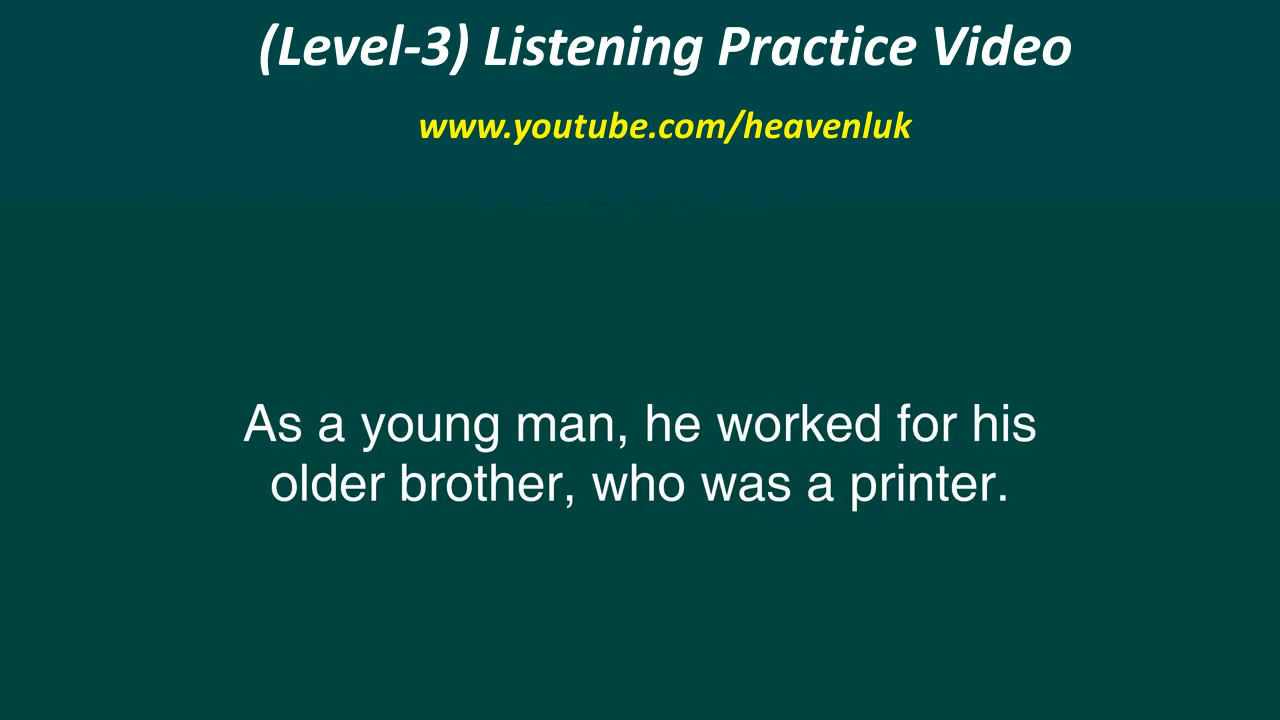 (Level-3) Listening Practice Video
www.youtube.com/heavenluk
As a young man, he worked for his
older brother, who was a printer.